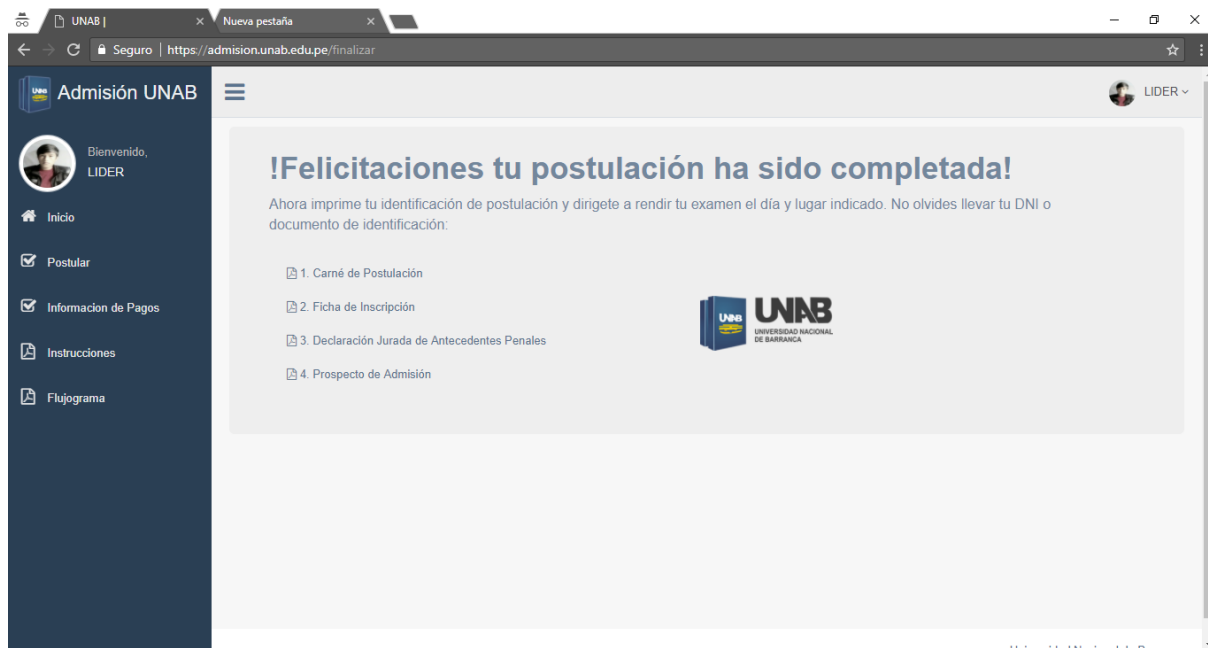 UNAB |
Nueva pestaña
Seguro | https://admision.unab.edu.pe/finalizar
UNAB
Admisión UNAB
LIDER
Bienvenido,
LIDER
Inicio
Postular
Informacion de Pagos
Instrucciones
Flujograma
!Felicitaciones tu postulación ha sido completada!
Ahora imprime tu identificación de postulación y dirigete a rendir tu examen el día y lugar indicado. No olvides llevar tu DNI o
documento de identificación:
1. Carné de Postulación
2. Ficha de Inscripción
3. Declaración Jurada de Antecedentes Penales
4. Prospecto de Admisión
UNAB
UNAB
UNIVERSIDAD NACIONAL
DE BARRANCA